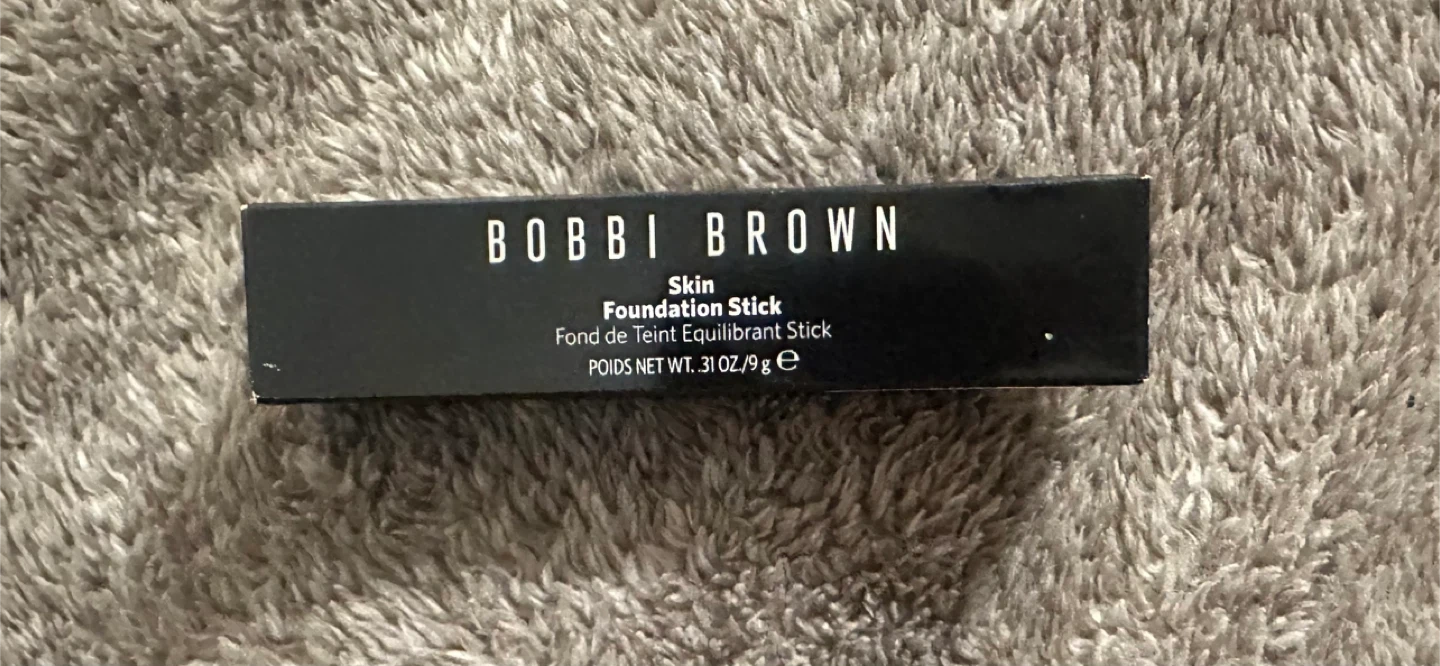 BOBBI BROWN
Skin
Foundation Stick
Fond de Teint Equilibrant Stick
POIDS NET WT. .31 OZ./9 g ℮